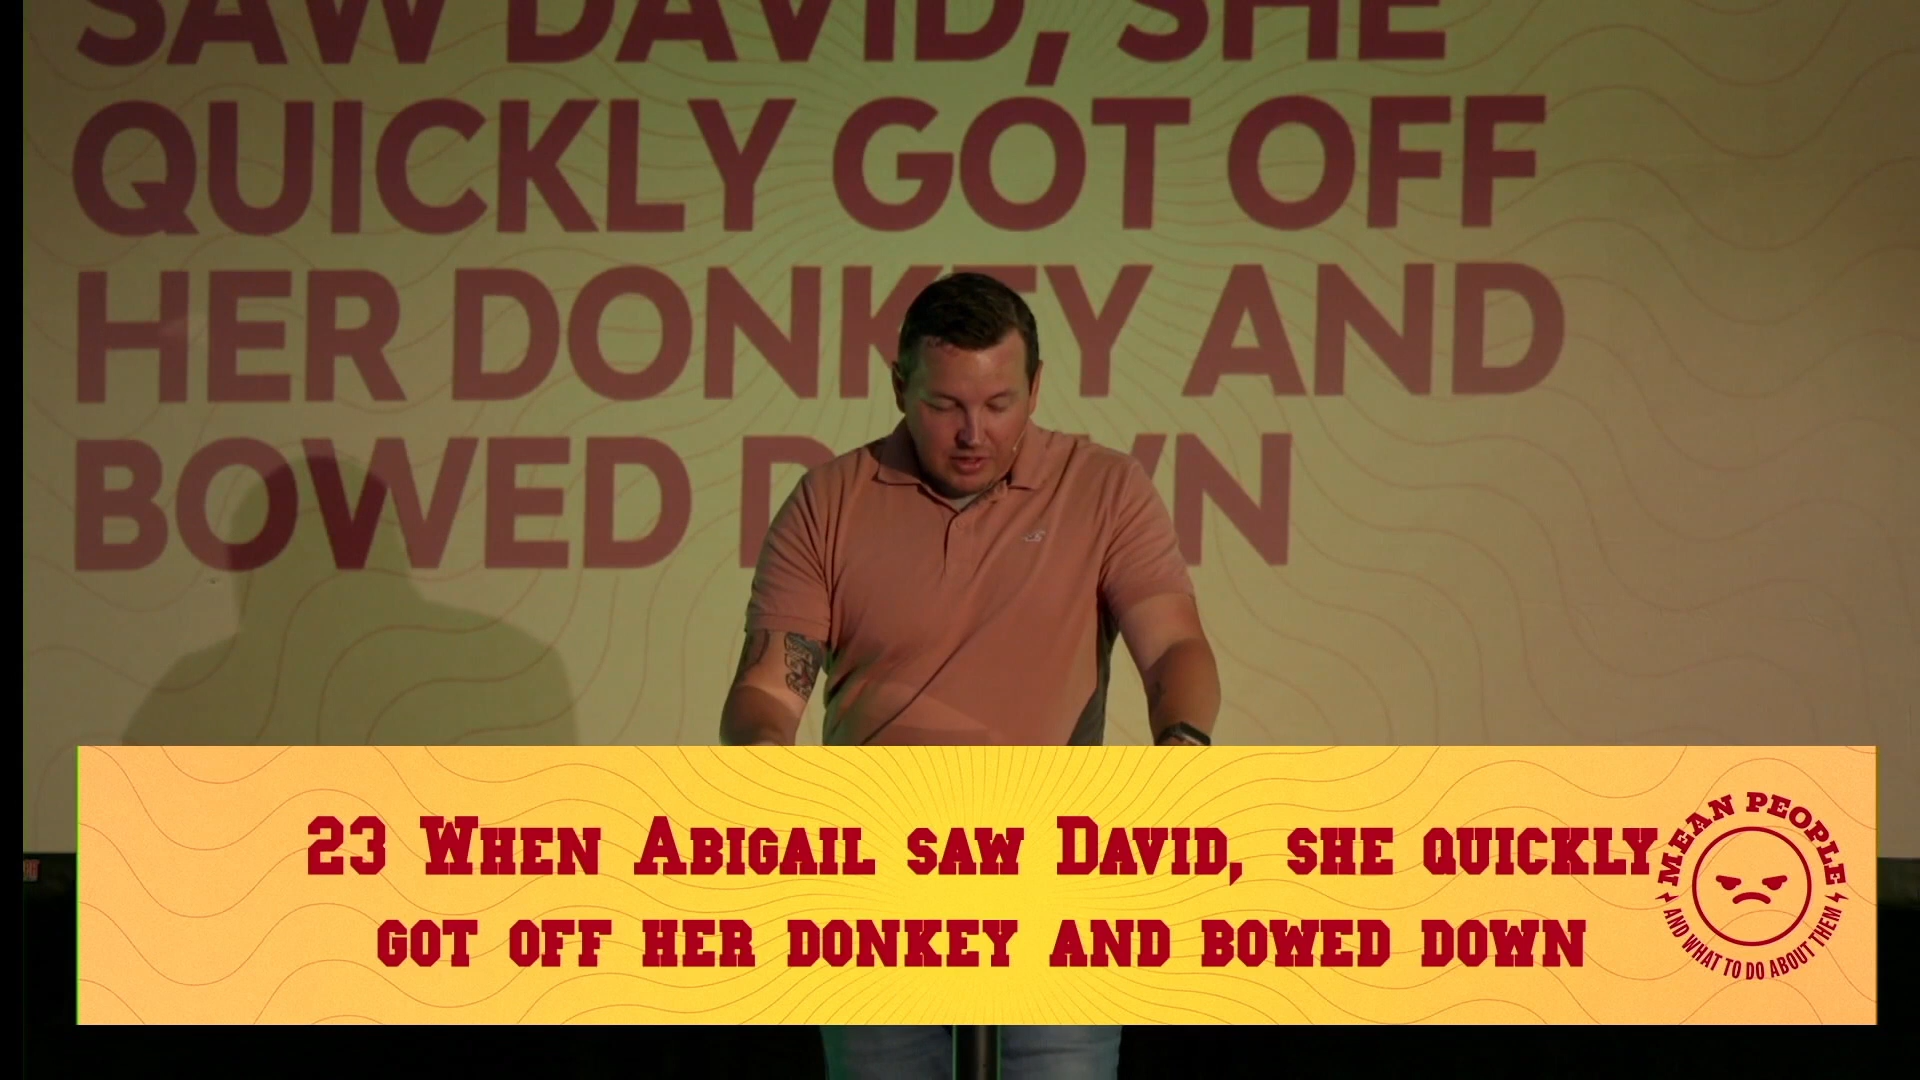 SAW DAVID, SHE
QUICKLY GOT OFF
HER DONKEY AND
BOWED DOWN
23 When Abigail saw David, she quickly
got off her donkey and bowed down
MEAN PEOPLE
AND WHAT TO DO ABOUT THEM